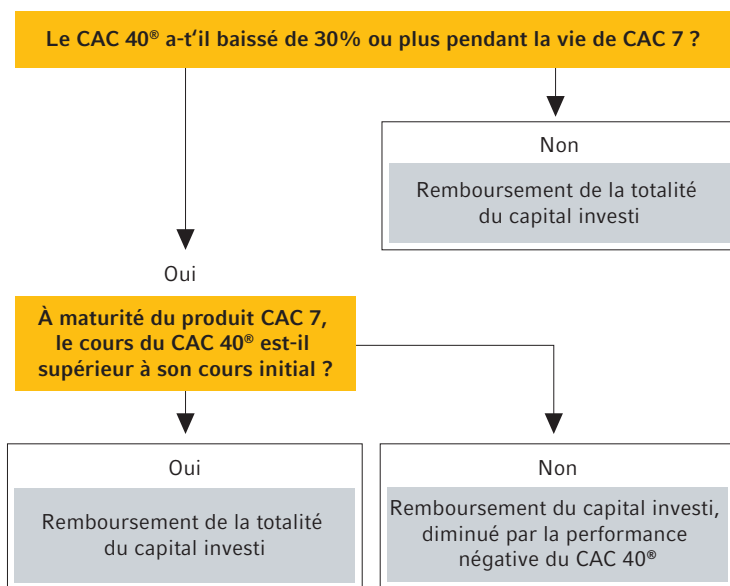 Le CAC 40® a-t'il baissé de 30% ou plus pendant la vie de CAC 7 ?
Non
Remboursement de la totalité
du capital investi
Oui
À maturité du produit CAC 7,
le cours du CAC 40® est-il
supérieur à son cours initial ?
Oui
Remboursement de la totalité
du capital investi
Non
Remboursement du capital investi,
diminué par la performance
négative du CAC 40®